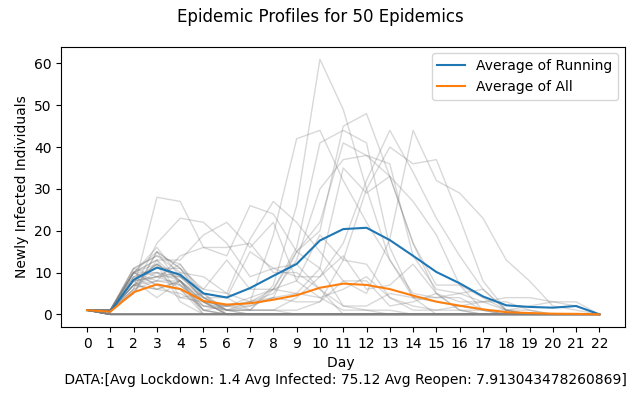 Epidemic Profiles for 50 Epidemics
Average of Running
Average of All
Newly Infected Individuals
60
50
40
30
20
10
0
0 1 2 3 4 5 6 7 8 9 10 11 12 13 14 15 16 17 18 19 20 21 22
Day
DATA:[Avg Lockdown: 1.4 Avg Infected: 75.12 Avg Reopen: 7.913043478260869]